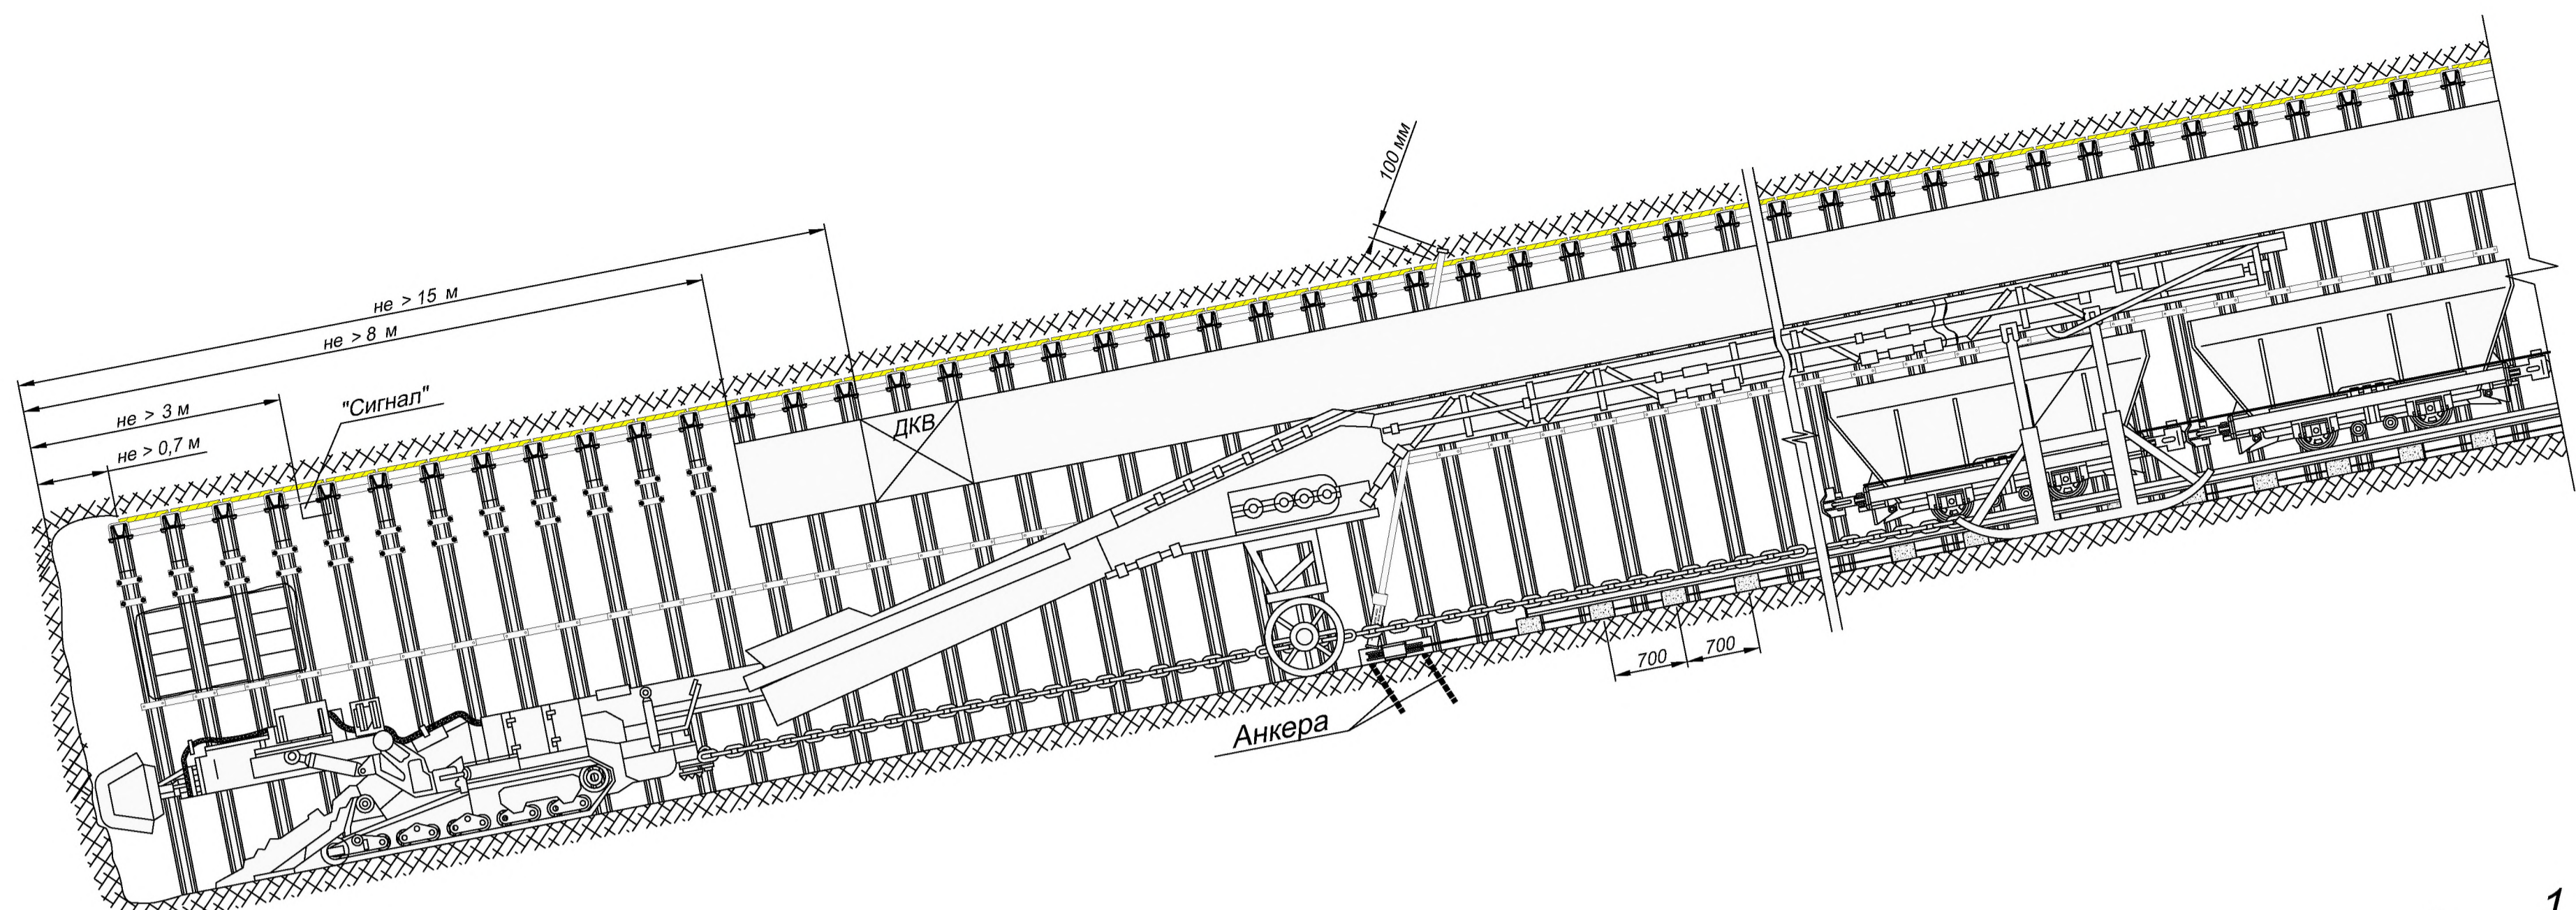 100 мм
не > 15 м
не > 8 м
не > 3 м
"Сигнал"
не > 0,7 м
ДКВ
700
700
Анкера
1